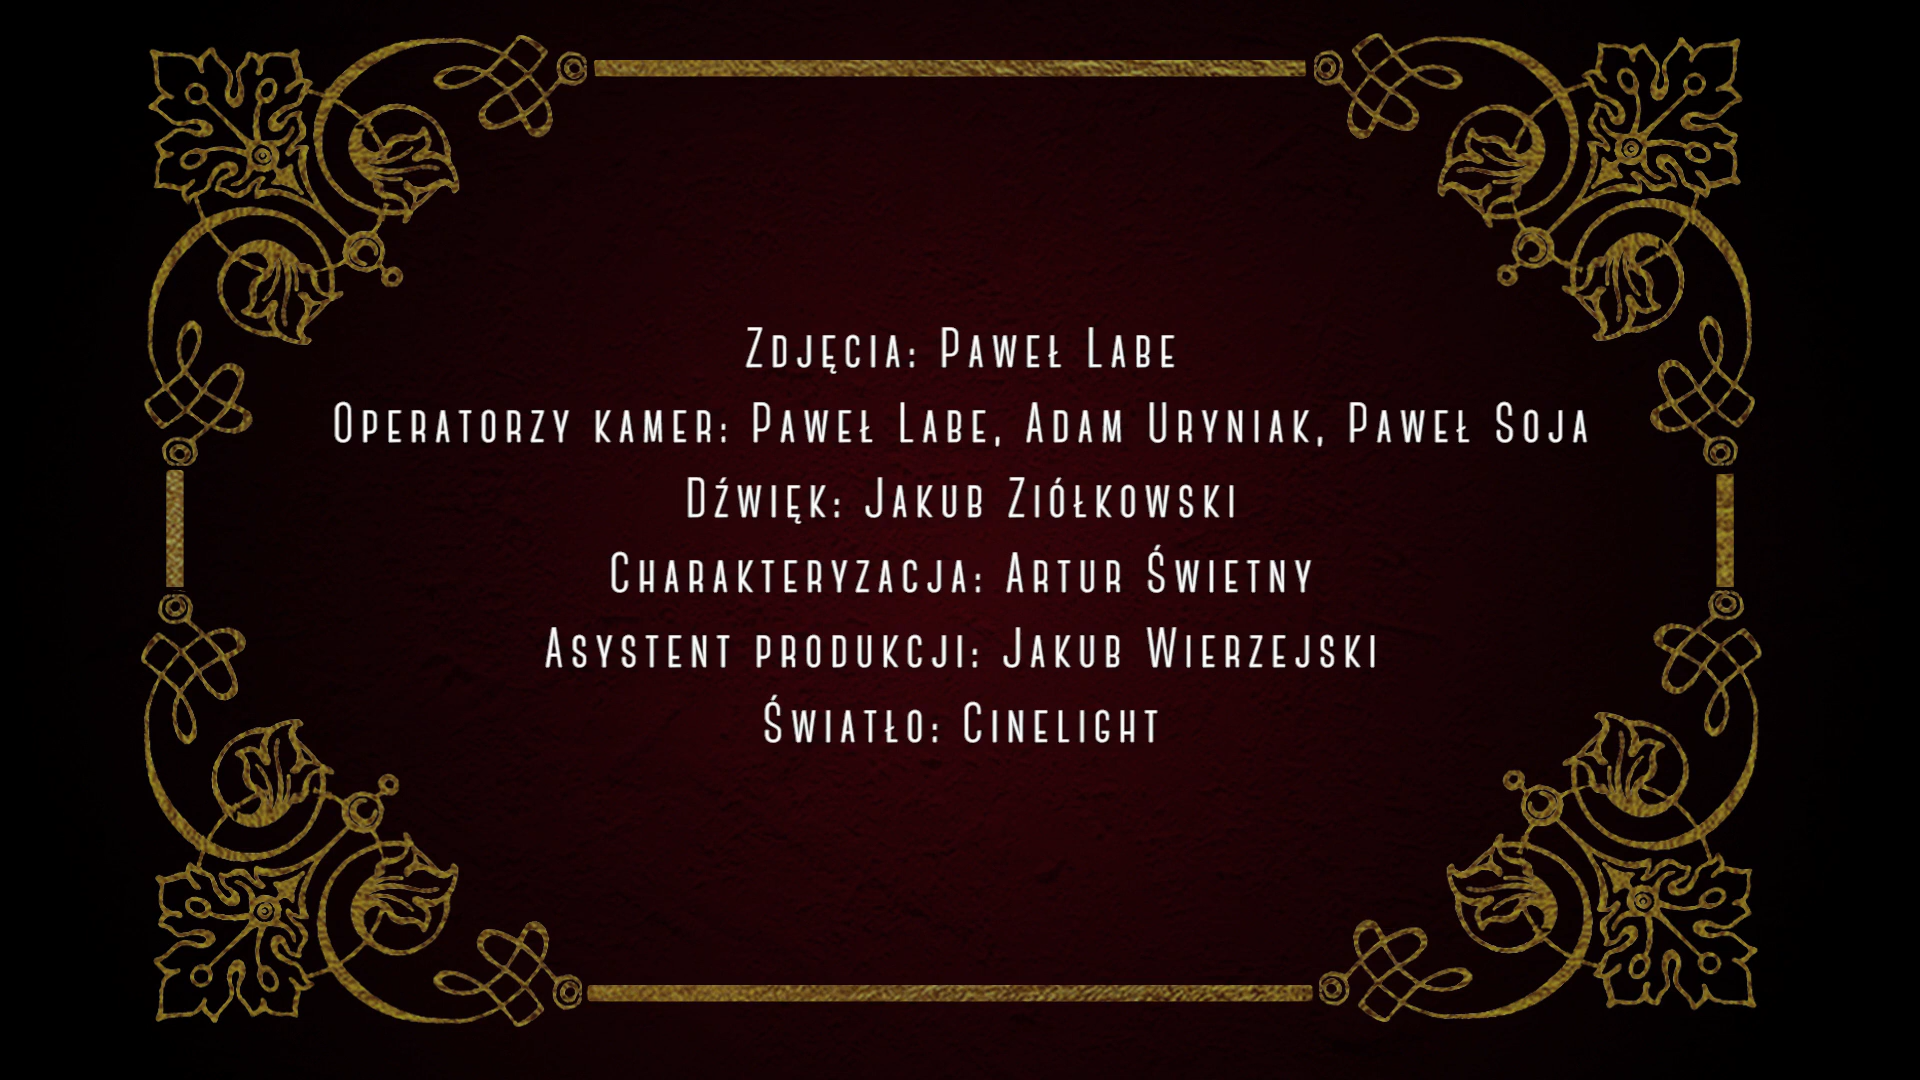 Zdjęcia: Paweł Labe
Operatorzy kamer: Paweł Labe, Adam Uryniak, Paweł Soja
Dźwięk: Jakub Ziółkowski
Charakteryzacja: Artur Świetny
Asystent produkcji: Jakub Wierzejski
Światło: Cinelight